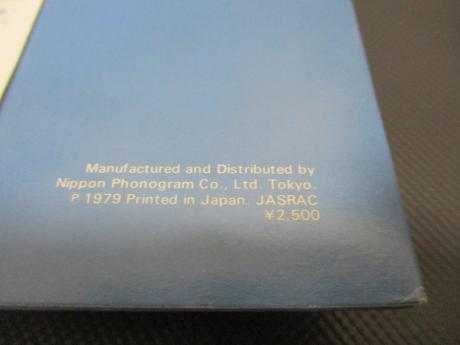 Manufactured and Distributed by
Nippon Phonogram Co., Ltd. Tokyo.
℗ 1979 Printed in Japan. JASRAC
¥2,500